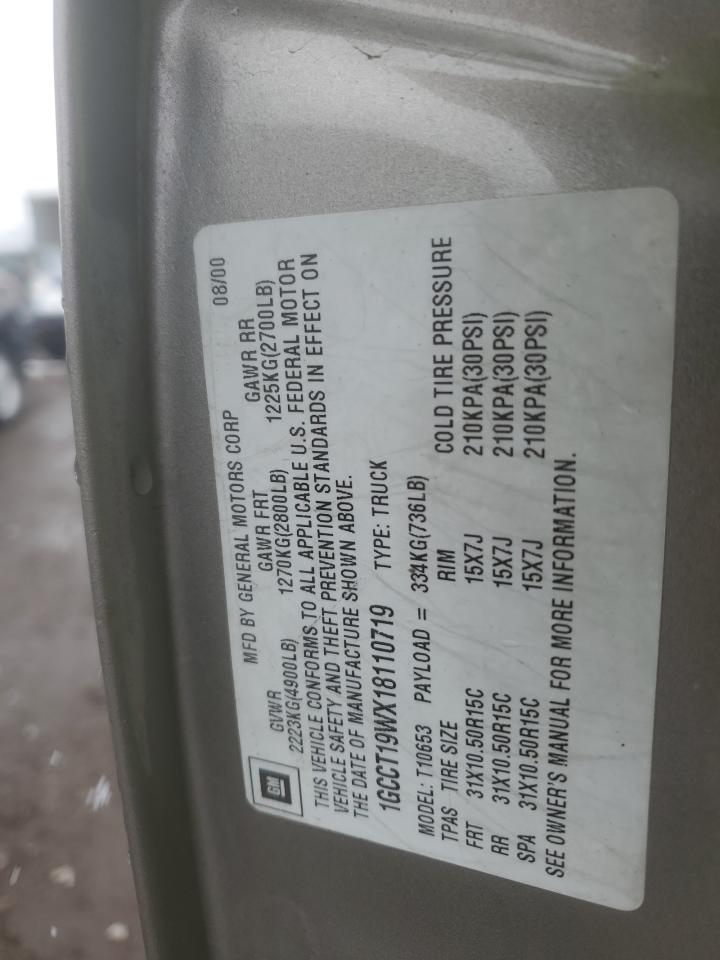 GM
MFD BY GENERAL MOTORS CORP 08/00
GVWR GAWR FRT GAWR RR
2223KG(4900LB) 1270KG(2800LB) 1225KG(2700LB)
THIS VEHICLE CONFORMS TO ALL APPLICABLE U.S. FEDERAL MOTOR
VEHICLE SAFETY AND THEFT PREVENTION STANDARDS IN EFFECT ON
THE DATE OF MANUFACTURE SHOWN ABOVE.
1GCCT19WX18110719 TYPE: TRUCK
MODEL: T10653 PAYLOAD = 334KG(736LB)
TPAS TIRE SIZE RIM COLD TIRE PRESSURE
FRT 31X10.50R15C 15X7J 210KPA(30PSI)
RR 31X10.50R15C 15X7J 210KPA(30PSI)
SPA 31X10.50R15C 15X7J 210KPA(30PSI)
SEE OWNER'S MANUAL FOR MORE INFORMATION.